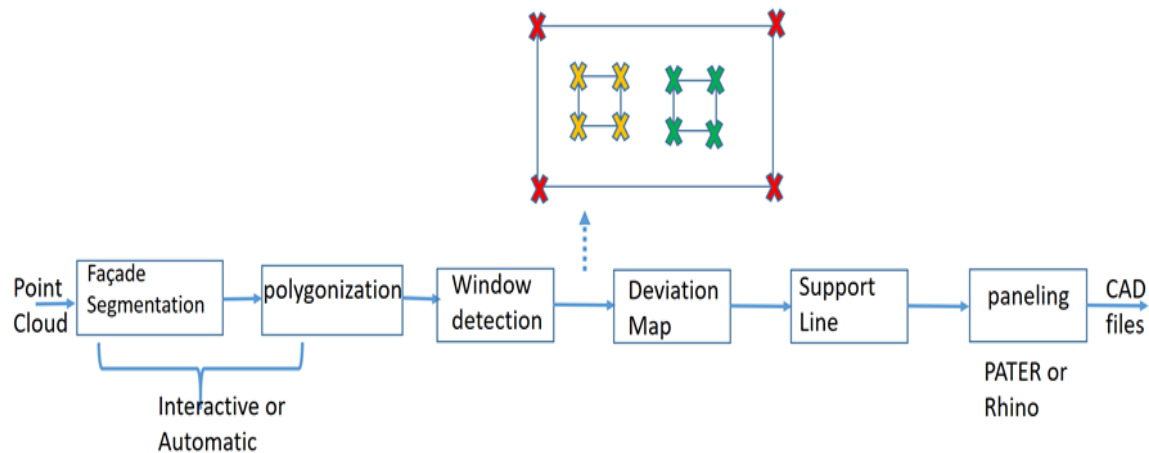 Point
Cloud
Façade
Segmentation
polygonization
Window
detection
Deviation
Map
Support
Line
paneling
CAD
files
Interactive or
Automatic
PATER or
Rhino